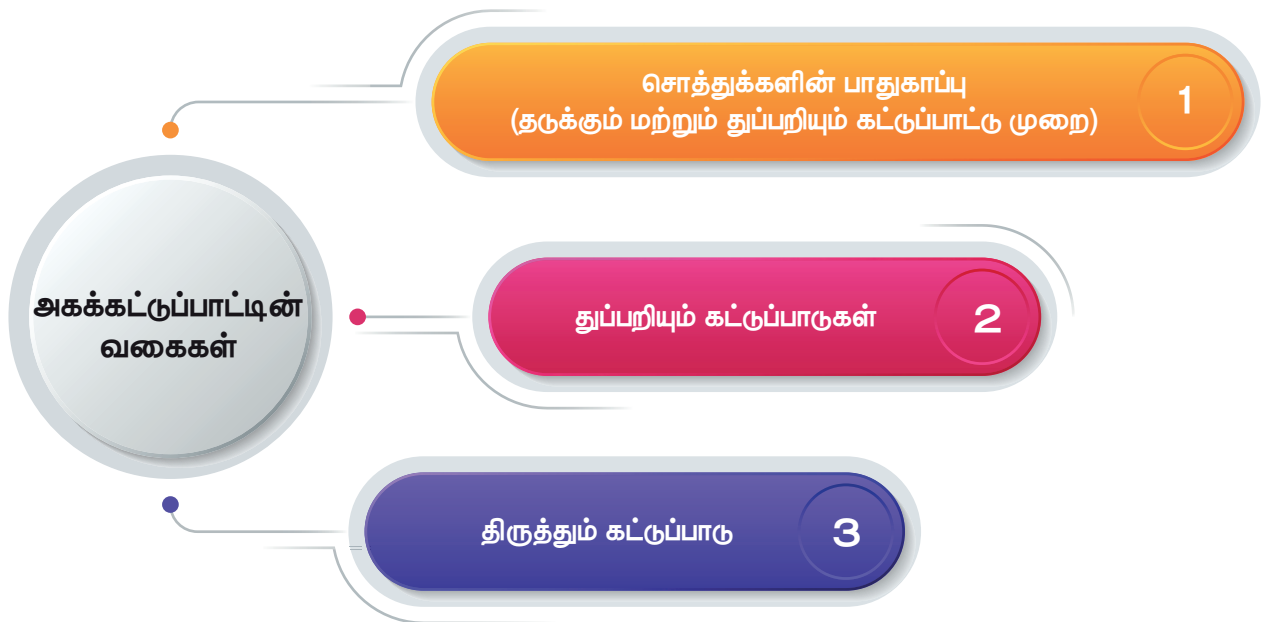 சொத்துக்களின் பாதுகாப்பு
(தடுக்கும் மற்றும் துப்பறியும் கட்டுப்பாட்டு முறை)
1
அகக்கட்டுப்பாட்டின்
வகைகள்
துப்பறியும் கட்டுப்பாடுகள்
2
திருத்தும் கட்டுப்பாடு
3